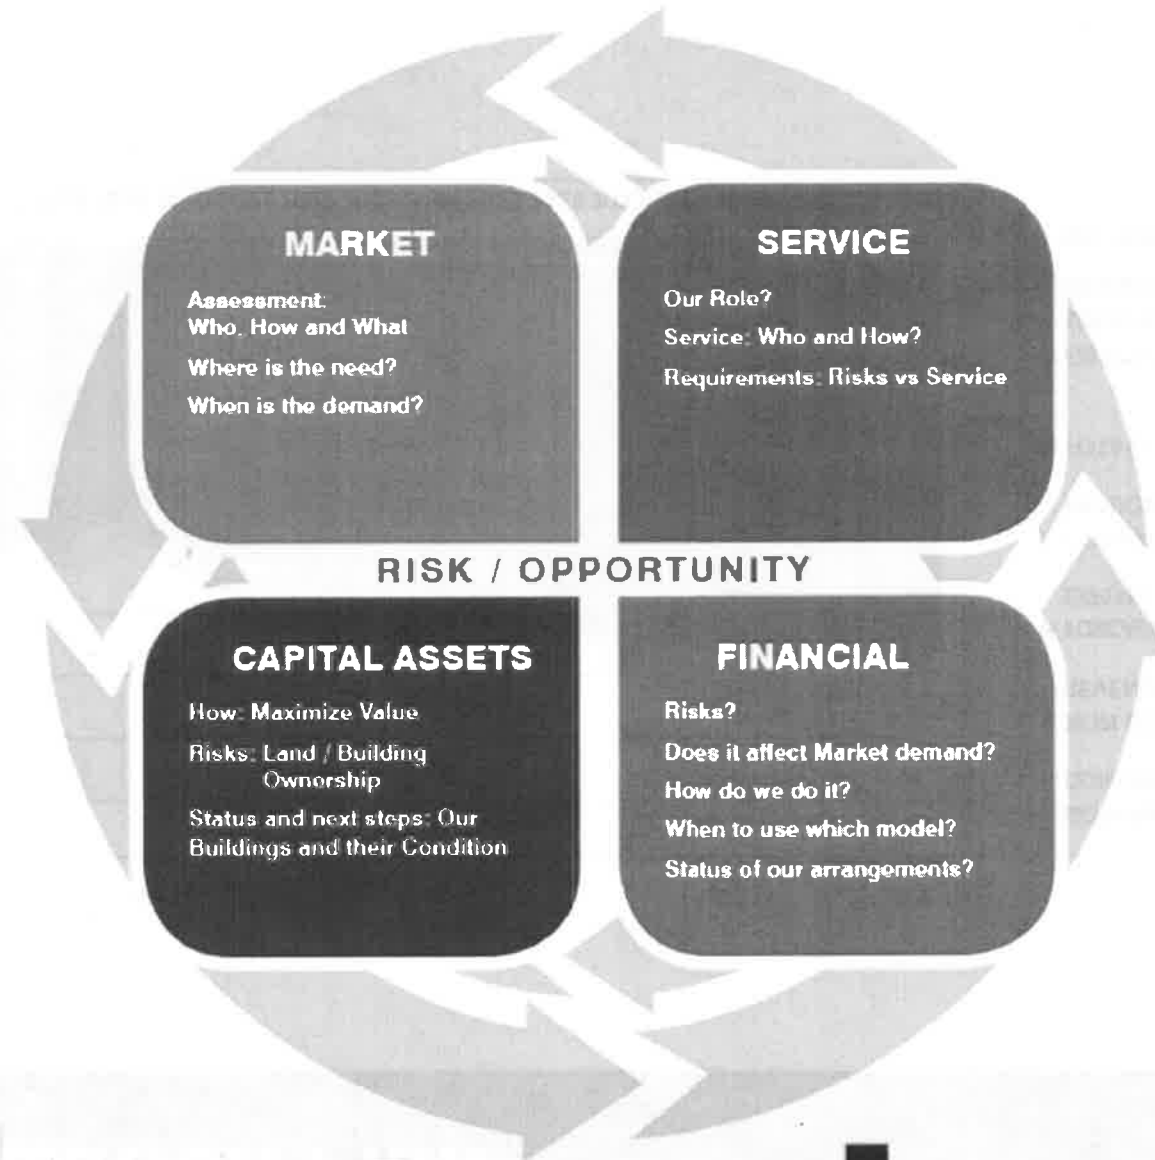 MARKET
Assessment:
Who, How and What
Where is the need?
When is the demand?
SERVICE
Our Role?
Service: Who and How?
Requirements: Risks vs Service
RISK / OPPORTUNITY
CAPITAL ASSETS
How: Maximize Value
Risks: Land / Building
Ownership
Status and next steps: Our
Buildings and their Condition
FINANCIAL
Risks?
Does it affect Market demand?
How do we do it?
When to use which model?
Status of our arrangements?